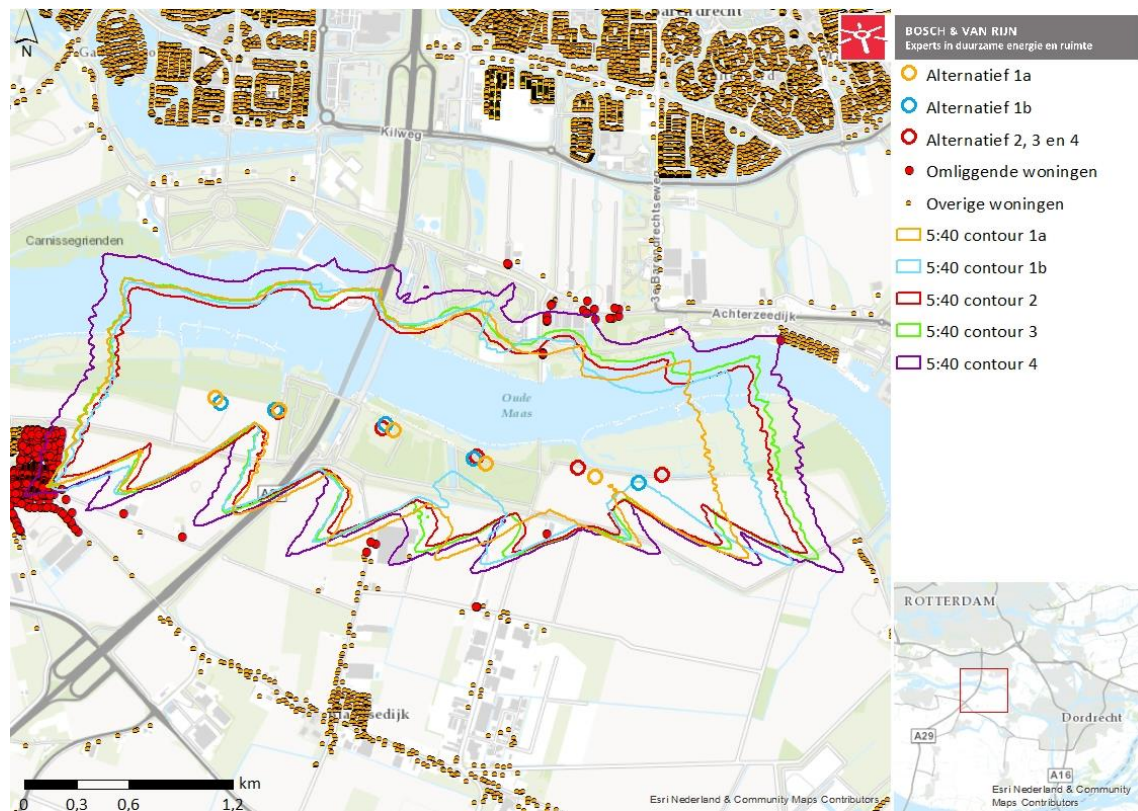 N
Kilweg
3e Barendrechtseweg
Carnissegrienden
Achterzeedijk
Oude
Maas
km
0 0,3 0,6 1,2
Esri Nederland & Community Maps Contributors
BOSCH & VAN RIJN
Experts in duurzame energie en ruimte
Alternatief 1a
Alternatief 1b
Alternatief 2, 3 en 4
Omliggende woningen
Overige woningen
5:40 contour 1a
5:40 contour 1b
5:40 contour 2
5:40 contour 3
5:40 contour 4
ROTTERDAM
Dordrecht
A29
A16
Esri Nederland & Community
Maps Contributors